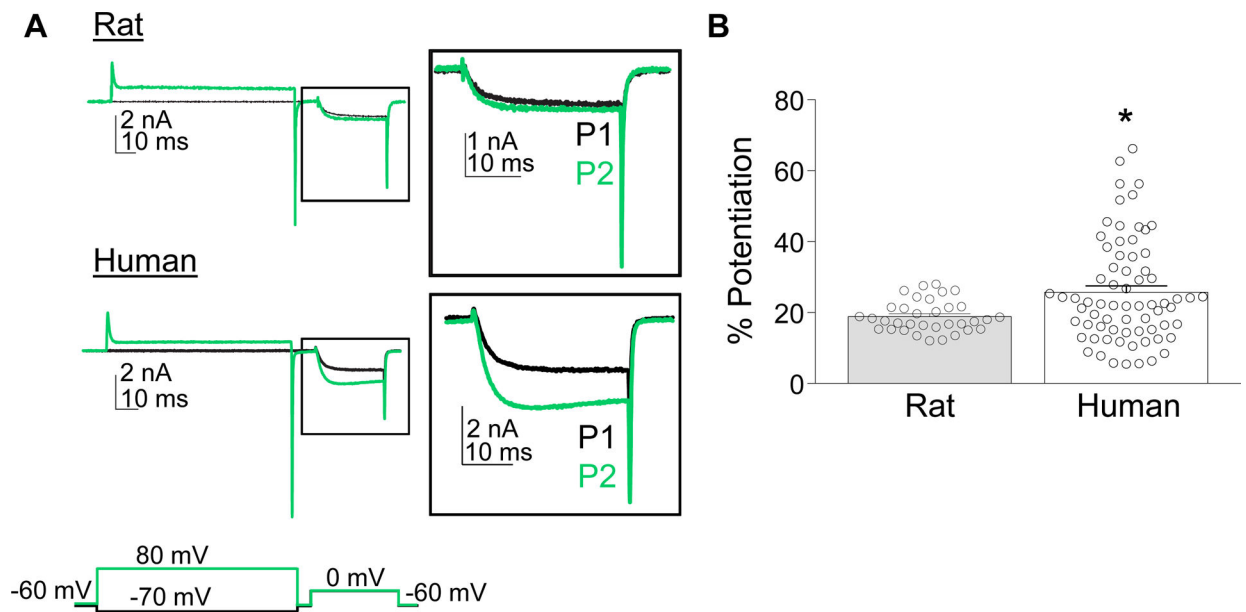 A
Rat
2 nA
10 ms
1 nA
10 ms
P1
P2
Human
2 nA
10 ms
2 nA
10 ms
P1
P2
80 mV
-60 mV
-70 mV
0 mV
-60 mV
B
% Potentiation
80
60
40
20
0
*
Rat
Human